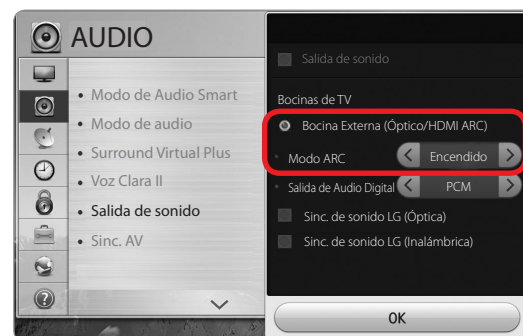 AUDIO
• Modo de Audio Smart
• Modo de audio
• Surround Virtual Plus
• Voz Clara II
• Salida de sonido
• Sinc. AV
Salida de sonido
Bocinas de TV
Bocina Externa (Óptico/HDMI ARC)
• Modo ARC < Encendido >
• Salida de Audio Digital < PCM >
Sinc. de sonido LG (Óptica)
Sinc. de sonido LG (Inalámbrica)
OK